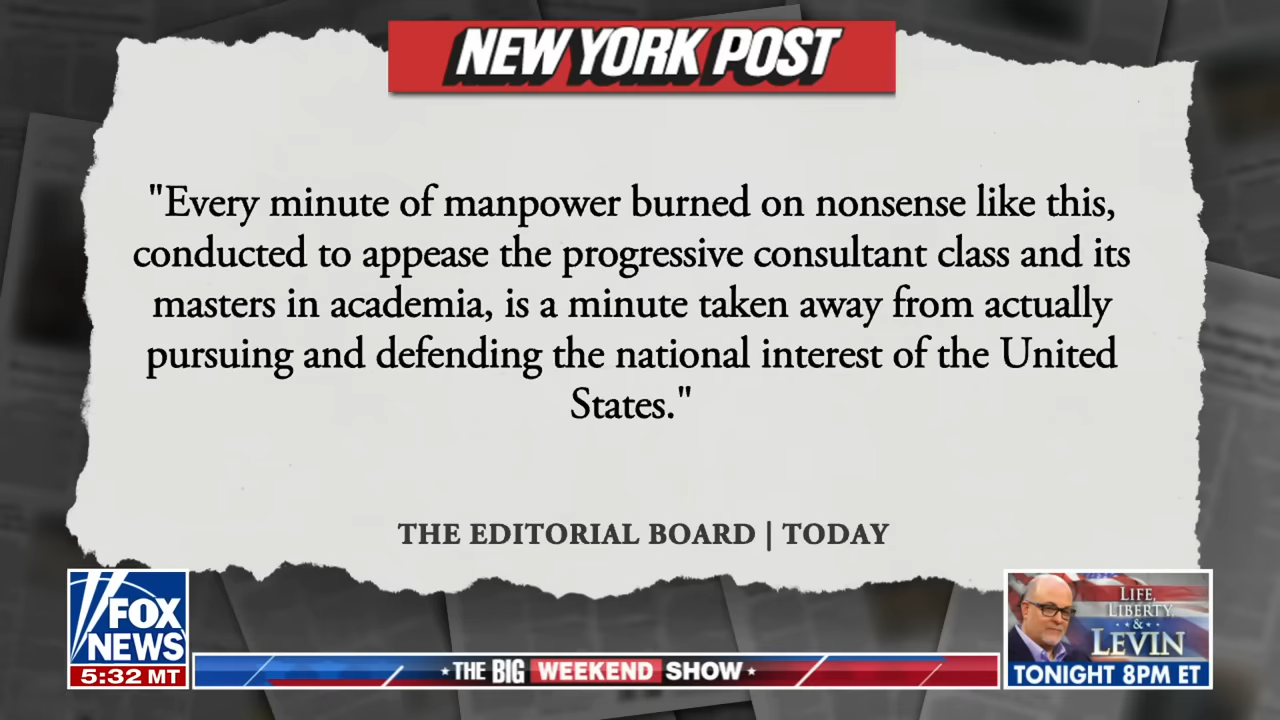 NEW YORK POST
"Every minute of manpower burned on nonsense like this,
conducted to appease the progressive consultant class and its
masters in academia, is a minute taken away from actually
pursuing and defending the national interest of the United
States."
THE EDITORIAL BOARD | TODAY
FOX
NEWS
5:32 MT
THE BIG WEEKEND SHOW
LIFE,
LIBERTY
&
LEVIN
TONIGHT 8PM ET